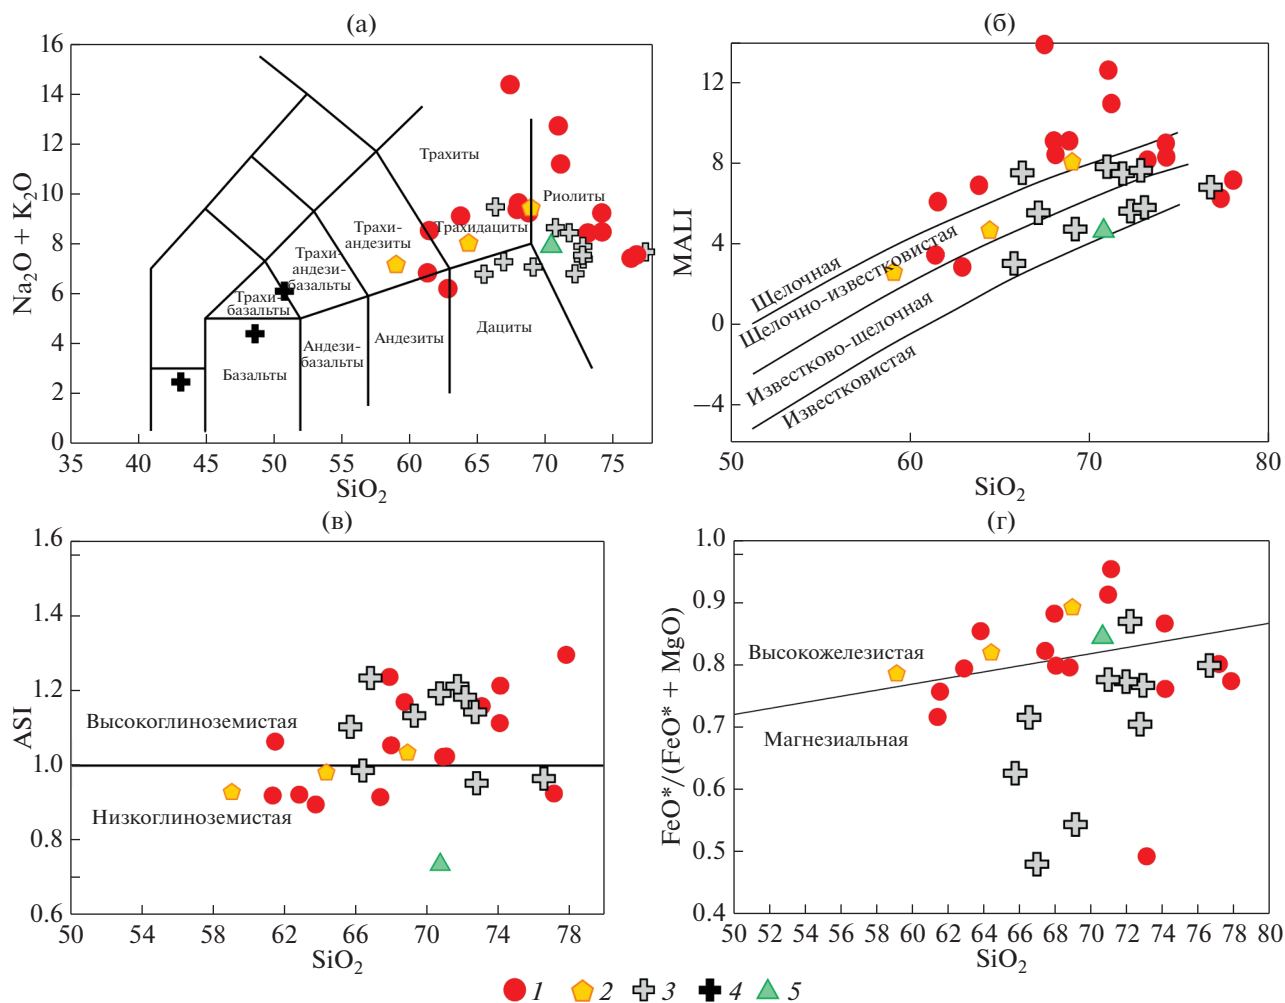 (а)
16
14
12
10
8
6
4
2
0
Na₂O + K₂O
Трахиты
Риолиты
Трахи-
андезиты
Трахидациты
Трахи-
андези-
базальты
Трахи-
базальты
Базальты
Андези-
базальты
Андезиты
Дациты
35 40 45 50 55 60 65 70 75
SiO₂
(б)
12
8
4
0
−4
MALI
Щелочная
Щелочно-известковистая
Известково-щелочная
Известковистая
50 60 70 80
SiO₂
(в)
1.6
1.4
1.2
1.0
0.8
0.6
ASI
Высокоглиноземистая
Низкоглиноземистая
50 54 58 62 66 70 74 78
SiO₂
(г)
1.0
0.9
0.8
0.7
0.6
0.5
0.4
FeO*/(FeO* + MgO)
Высокожелезистая
Магнезиальная
50 52 54 56 58 60 62 64 66 68 70 72 74 76 78 80
SiO₂
1 2 3 4 5